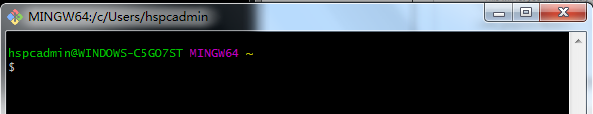 MINGW64:/c/Users/hspcadmin
hspcadmin@WINDOWS-C5GO7ST MINGW64 ~
$